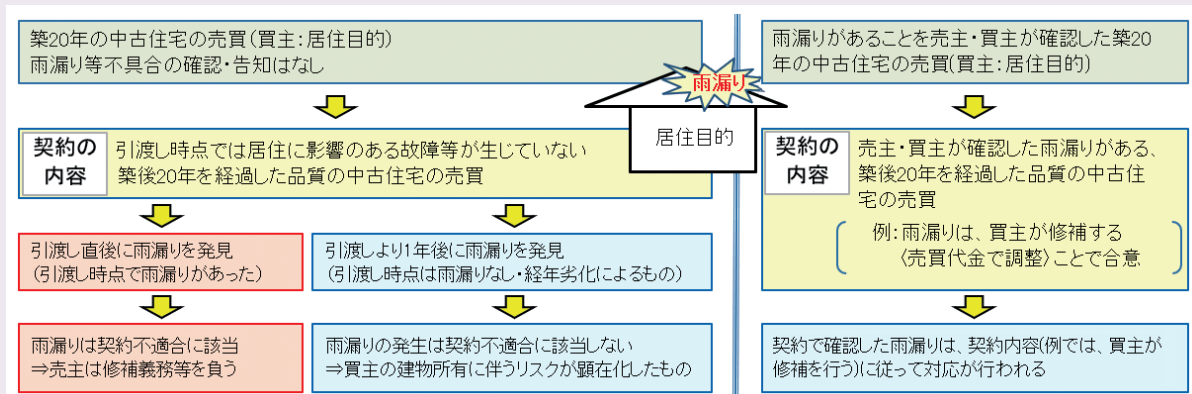 築20年の中古住宅の売買(買主:居住目的)
雨漏り等不具合の確認・告知はなし
契約の
内容
引渡し時点では居住に影響のある故障等が生じていない
築後20年を経過した品質の中古住宅の売買
引渡し直後に雨漏りを発見
(引渡し時点で雨漏りがあった)
雨漏りは契約不適合に該当
⇒売主は修補義務等を負う
引渡しより1年後に雨漏りを発見
(引渡し時点は雨漏りなし・経年劣化によるもの)
雨漏りの発生は契約不適合に該当しない
⇒買主の建物所有に伴うリスクが顕在化したもの
雨漏り
居住目的
雨漏りがあることを売主・買主が確認した築20
年の中古住宅の売買(買主:居住目的)
契約の
内容
売主・買主が確認した雨漏りがある、
築後20年を経過した品質の中古住
宅の売買
例:雨漏りは、買主が修補する
〈売買代金で調整〉ことで合意
契約で確認した雨漏りは、契約内容(例では、買主が
修補を行う)に従って対応が行われる